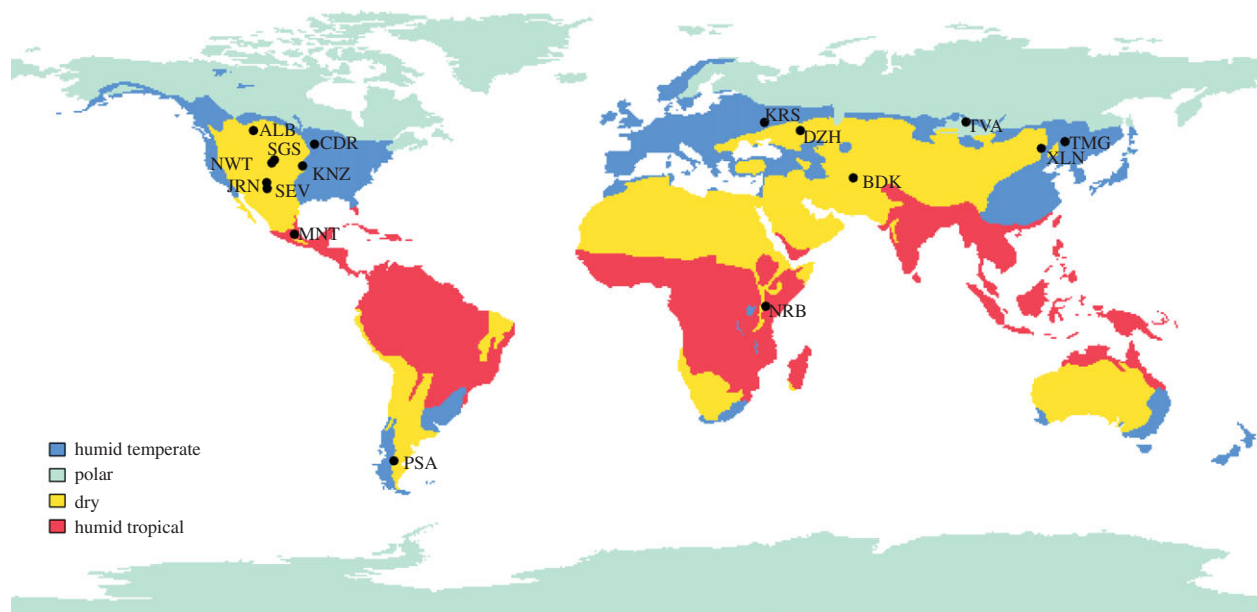 ALB
CDR
SGS
NWT
KNZ
JRN
SEV
MNT
KRS
DZH
TVA
TMG
XLN
BDK
NRB
PSA
humid temperate
polar
dry
humid tropical